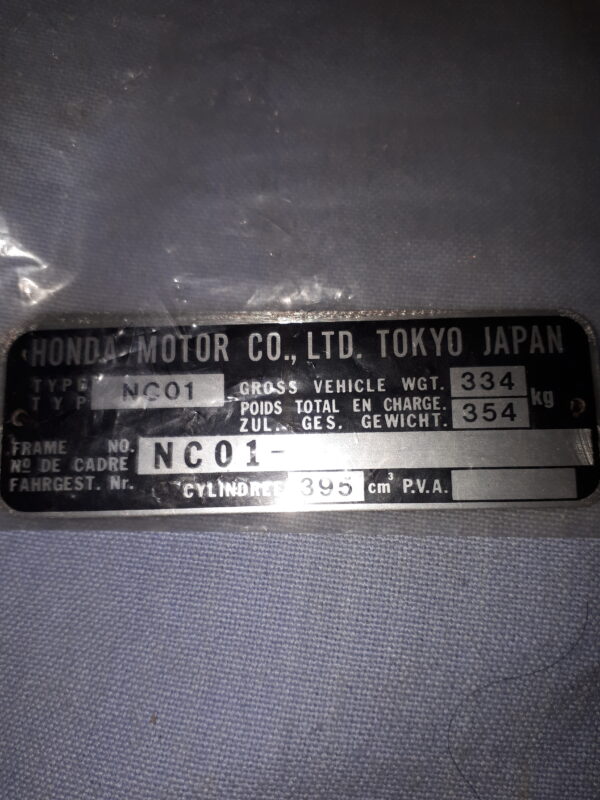 HONDA MOTOR CO., LTD. TOKYO JAPAN
TYPE NC01 GROSS VEHICLE WGT. 334 kg
TYP POIDS TOTAL EN CHARGE. 354
ZUL. GES. GEWICHT.
FRAME NO. NC01-
Nº DE CADRE
FAHRGEST. Nr. CYLINDREE 395 cm³ P.V.A.